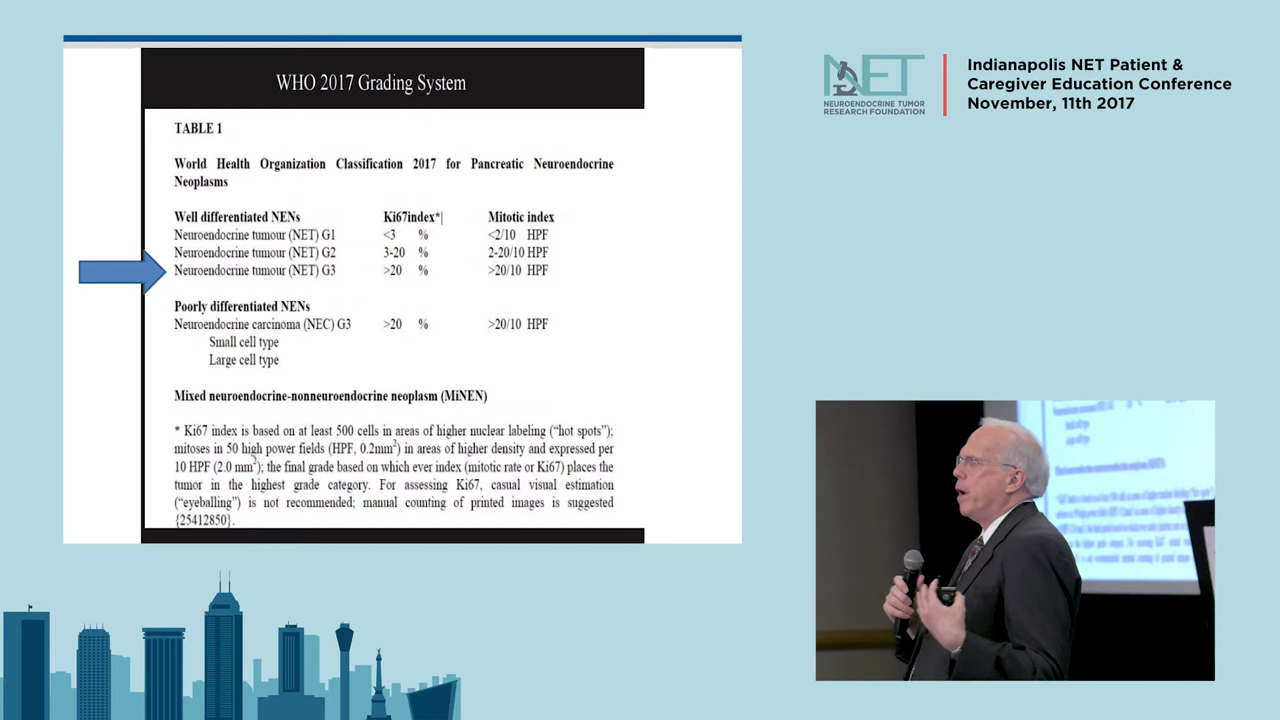 WHO 2017 Grading System
TABLE 1
World Health Organization Classification 2017 for Pancreatic Neuroendocrine
Neoplasms
Well differentiated NENs Ki67index*| Mitotic index
Neuroendocrine tumour (NET) G1 <3 % <2/10 HPF
Neuroendocrine tumour (NET) G2 3-20 % 2-20/10 HPF
Neuroendocrine tumour (NET) G3 >20 % >20/10 HPF
Poorly differentiated NENs
Neuroendocrine carcinoma (NEC) G3 >20 % >20/10 HPF
Small cell type
Large cell type
Mixed neuroendocrine-nonneuroendocrine neoplasm (MiNEN)
* Ki67 index is based on at least 500 cells in areas of higher nuclear labeling (“hot spots”);
mitoses in 50 high power fields (HPF, 0.2mm²) in areas of higher density and expressed per
10 HPF (2.0 mm²); the final grade based on which ever index (mitotic rate or Ki67) places the
tumor in the highest grade category. For assessing Ki67, casual visual estimation
(“eyeballing”) is not recommended; manual counting of printed images is suggested
{25412850}.
NET
NEUROENDOCRINE TUMOR
RESEARCH FOUNDATION
Indianapolis NET Patient &
Caregiver Education Conference
November, 11th 2017